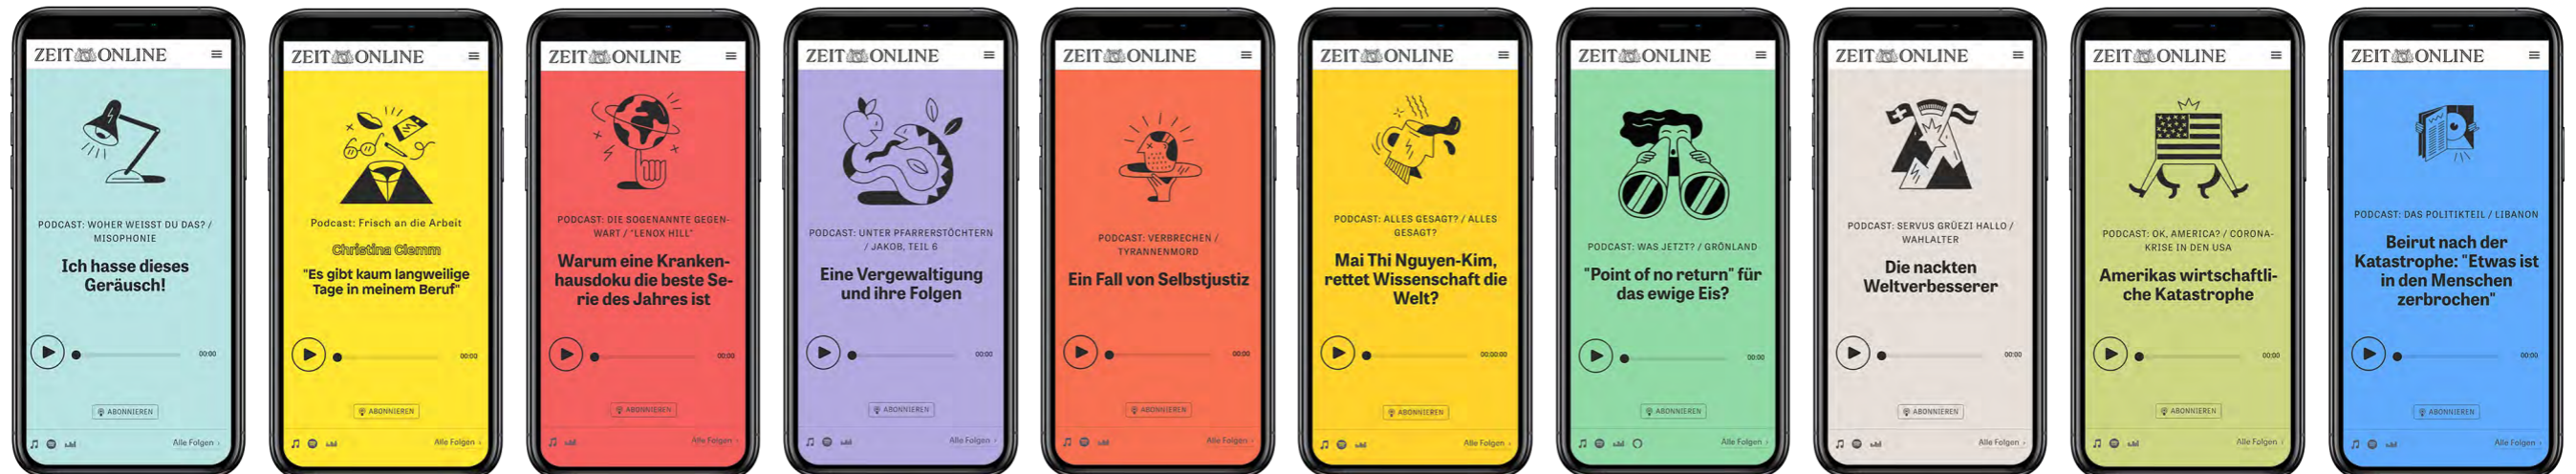 ZEIT ONLINE
PODCAST: WOHER WEISST DU DAS? /
MISOPHONIE
Ich hasse dieses
Geräusch!
00:00
ABONNIEREN
Alle Folgen ›
ZEIT ONLINE
Podcast: Frisch an die Arbeit
Christina Clemm
"Es gibt kaum langweilige
Tage in meinem Beruf"
00:00
ABONNIEREN
Alle Folgen ›
ZEIT ONLINE
PODCAST: DIE SOGENANNTE GEGEN-
WART / "LENOX HILL"
Warum eine Kranken-
hausdoku die beste Se-
rie des Jahres ist
00:00
ABONNIEREN
Alle Folgen ›
ZEIT ONLINE
PODCAST: UNTER PFARRERSTÖCHTERN
/ JAKOB, TEIL 6
Eine Vergewaltigung
und ihre Folgen
00:00
ABONNIEREN
Alle Folgen ›
ZEIT ONLINE
PODCAST: VERBRECHEN /
TYRANNENMORD
Ein Fall von Selbstjustiz
00:00
ABONNIEREN
Alle Folgen ›
ZEIT ONLINE
PODCAST: ALLES GESAGT? / ALLES
GESAGT?
Mai Thi Nguyen-Kim,
rettet Wissenschaft die
Welt?
00:00:00
ABONNIEREN
Alle Folgen ›
ZEIT ONLINE
PODCAST: WAS JETZT? / GRÖNLAND
"Point of no return" für
das ewige Eis?
00:00
ABONNIEREN
Alle Folgen ›
ZEIT ONLINE
PODCAST: SERVUS GRÜEZI HALLO /
WAHLALTER
Die nackten
Weltverbesserer
00:00
ABONNIEREN
Alle Folgen ›
ZEIT ONLINE
PODCAST: OK, AMERICA? / CORONA-
KRISE IN DEN USA
Amerikas wirtschaftli-
che Katastrophe
00:00
ABONNIEREN
Alle Folgen ›
ZEIT ONLINE
PODCAST: DAS POLITIKTEIL / LIBANON
Beirut nach der
Katastrophe: "Etwas ist
in den Menschen
zerbrochen"
00:00
ABONNIEREN
Alle Folgen ›